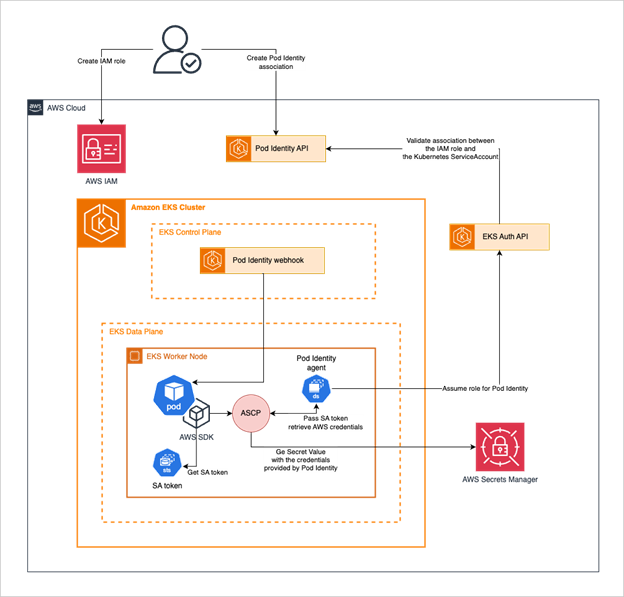 Create IAM role
Create Pod Identity
association
aws
AWS Cloud
AWS IAM
Pod Identity API
Validate association between
the IAM role and
the Kubernetes ServiceAccount
K
K
Amazon EKS Cluster
EKS Control Plane
K
Pod Identity webhook
K
EKS Auth API
EKS Data Plane
EKS Worker Node
Pod Identity
agent
pod
ds
AWS SDK
ASCP
Pass SA token
retrieve AWS credentials
Assume role for Pod Identity
sts
Get SA token
SA token
Ge Secret Value
with the credentials
provided by Pod Identity
AWS Secrets Manager